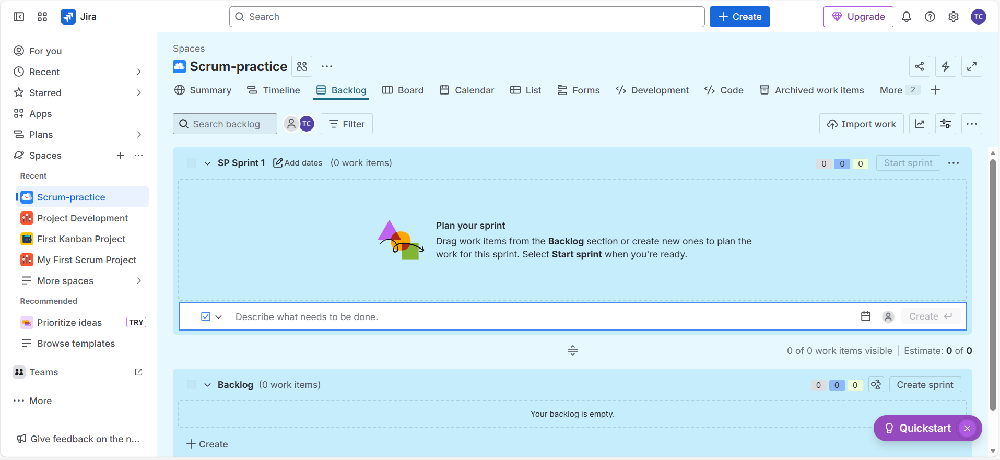 Jira
Search
Create
Upgrade
TC
For you
Recent
Starred
Apps
Plans
Spaces
Recent
Scrum-practice
Project Development
First Kanban Project
My First Scrum Project
More spaces
Recommended
Prioritize ideas TRY
Browse templates
Teams
More
Give feedback on the n...
Spaces
Scrum-practice
Summary Timeline Backlog Board Calendar List Forms Development Code Archived work items More 2
Search backlog TC Filter Import work
SP Sprint 1 Add dates (0 work items) 0 0 0 Start sprint
Plan your sprint
Drag work items from the Backlog section or create new ones to plan the
work for this sprint. Select Start sprint when you're ready.
Describe what needs to be done. Create
0 of 0 work items visible Estimate: 0 of 0
Backlog (0 work items) 0 0 0 Create sprint
Your backlog is empty.
Quickstart
Create